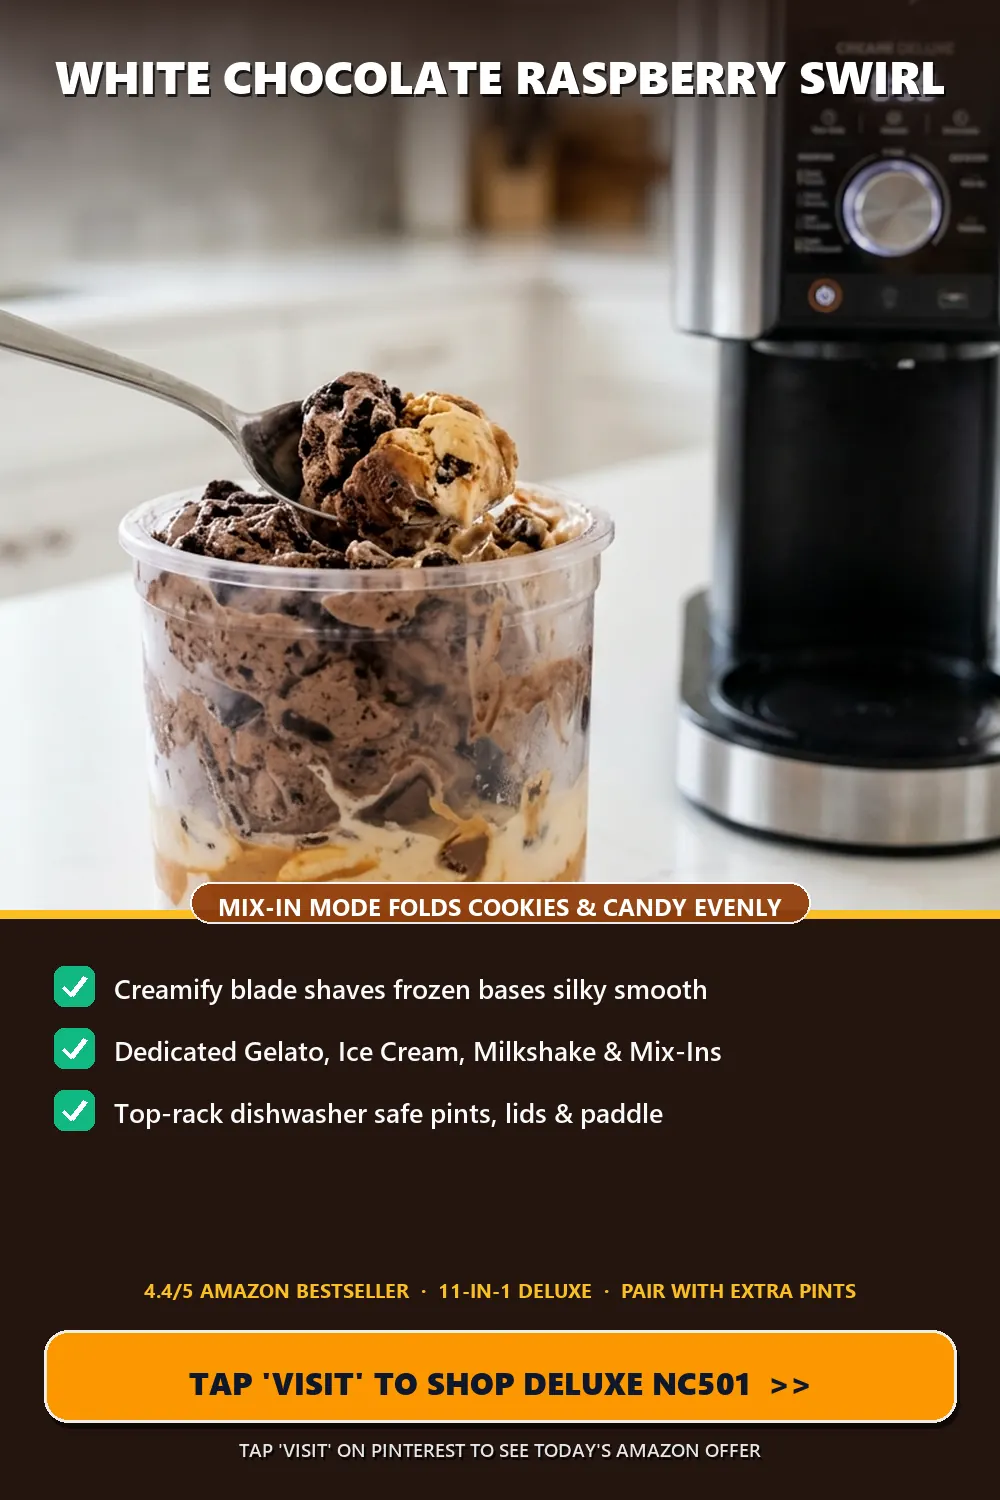 WHITE CHOCOLATE RASPBERRY SWIRL
CREAMi DELUXE
MIX-IN MODE FOLDS COOKIES & CANDY EVENLY
Creamify blade shaves frozen bases silky smooth
Dedicated Gelato, Ice Cream, Milkshake & Mix-Ins
Top-rack dishwasher safe pints, lids & paddle
4.4/5 AMAZON BESTSELLER · 11-IN-1 DELUXE · PAIR WITH EXTRA PINTS
TAP 'VISIT' TO SHOP DELUXE NC501 >>
TAP 'VISIT' ON PINTEREST TO SEE TODAY'S AMAZON OFFER